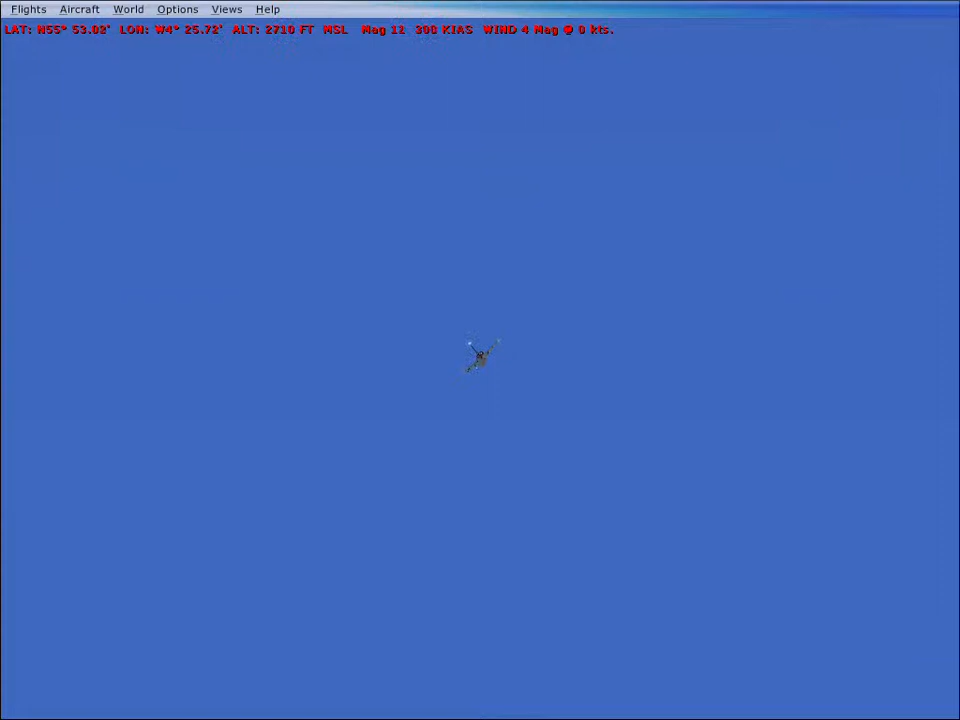 Flights Aircraft World Options Views Help
LAT: N55° 53.02' LON: W4° 25.72' ALT: 2710 FT MSL Mag 12 300 KIAS WIND 4 Mag @ 0 kts.